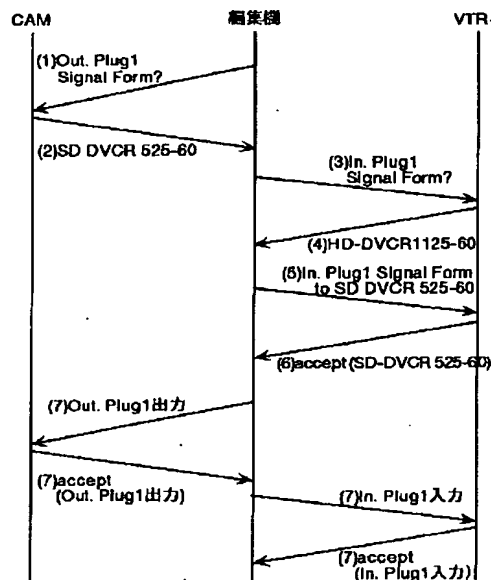 CAM
編集機
VTR
(1)Out. Plug1
Signal Form?
(2)SD DVCR 525-60
(3)In. Plug1
Signal Form?
(4)HD-DVCR1125-60
(5)In. Plug1 Signal Form
to SD DVCR 525-60
(6)accept(SD-DVCR 525-60)
(7)Out. Plug1出力
(7)accept
(Out. Plug1出力)
(7)In. Plug1入力
(7)accept
(In. Plug1入力)